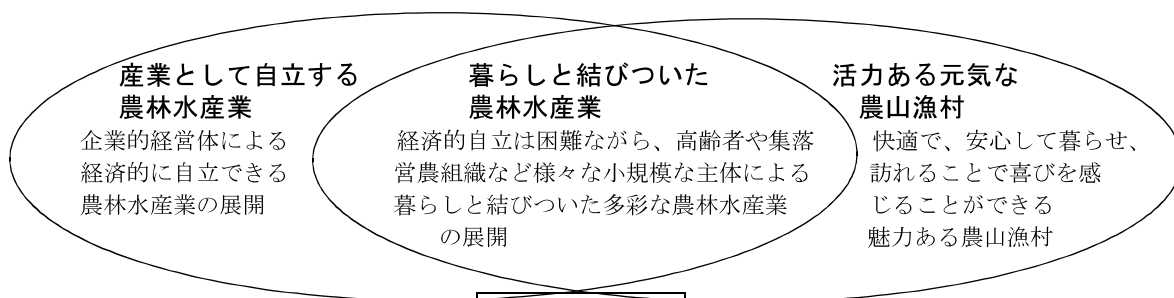 産業として自立する
農林水産業
企業的経営体による
経済的に自立できる
農林水産業の展開
暮らしと結びついた
農林水産業
経済的自立は困難ながら、高齢者や集落
営農組織など様々な小規模な主体による
暮らしと結びついた多彩な農林水産業
の展開
活力ある元気な
農山漁村
快適で、安心して暮らせ、
訪れることで喜びを感
じることができる
魅力ある農山漁村